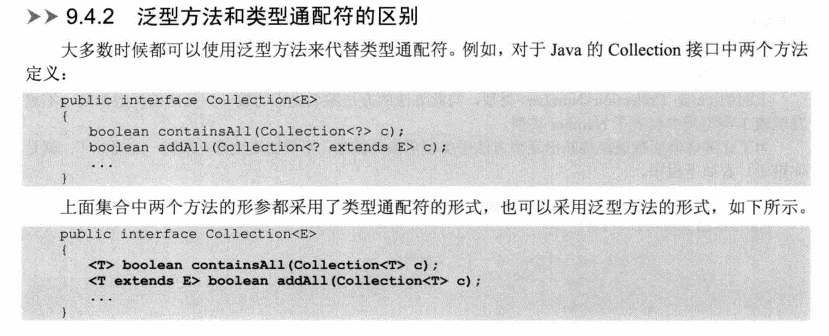 ▶▶ 9.4.2 泛型方法和类型通配符的区别
大多数时候都可以使用泛型方法来代替类型通配符。例如，对于 Java 的 Collection 接口中两个方法
定义：
public interface Collection<E>
{
boolean containsAll(Collection<?> c);
boolean addAll(Collection<? extends E> c);
...
}
上面集合中两个方法的形参都采用了类型通配符的形式，也可以采用泛型方法的形式，如下所示。
public interface Collection<E>
{
<T> boolean containsAll(Collection<T> c);
<T extends E> boolean addAll(Collection<T> c);
...
}